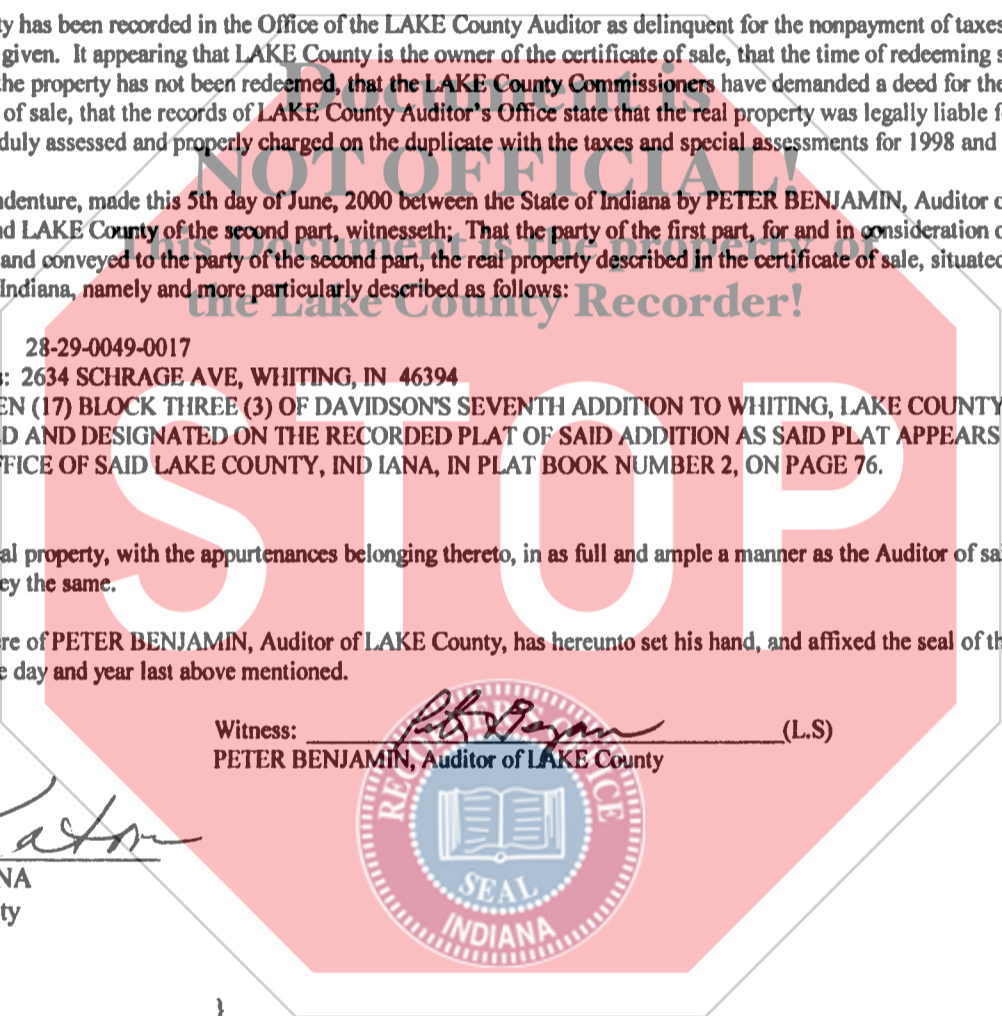 ty has been recorded in the Office of the LAKE County Auditor as delinquent for the nonpayment of taxes
given. It appearing that LAKE County is the owner of the certificate of sale, that the time of redeeming s
he property has not been redeemed, that the LAKE County Commissioners have demanded a deed for the
Document is
of sale, that the records of LAKE County Auditor's Office state that the real property was legally liable f
duly assessed and properly charged on the duplicate with the taxes and special assessments for 1998 and
NOT OFFICIAL!
denture, made this 5th day of June, 2000 between the State of Indiana by PETER BENJAMIN, Auditor o
nd LAKE County of the second part, witnesseth; That the party of the first part, for and in consideration o
This Document is the property of
and conveyed to the party of the second part, the real property described in the certificate of sale, situated
Indiana, namely and more particularly described as follows:
the Lake County Recorder!
28-29-0049-0017
s: 2634 SCHRAGE AVE, WHITING, IN 46394
EN (17) BLOCK THREE (3) OF DAVIDSON'S SEVENTH ADDITION TO WHITING, LAKE COUNTY
D AND DESIGNATED ON THE RECORDED PLAT OF SAID ADDITION AS SAID PLAT APPEARS
FFICE OF SAID LAKE COUNTY, IND IANA, IN PLAT BOOK NUMBER 2, ON PAGE 76.
STOP
al property, with the appurtenances belonging thereto, in as full and ample a manner as the Auditor of sai
ey the same.
re of PETER BENJAMIN, Auditor of LAKE County, has hereunto set his hand, and affixed the seal of th
e day and year last above mentioned.
Witness: (L.S)
PETER BENJAMIN, Auditor of LAKE County
RECORDER'S OFFICE
SEAL
INDIANA
NA
ty
}